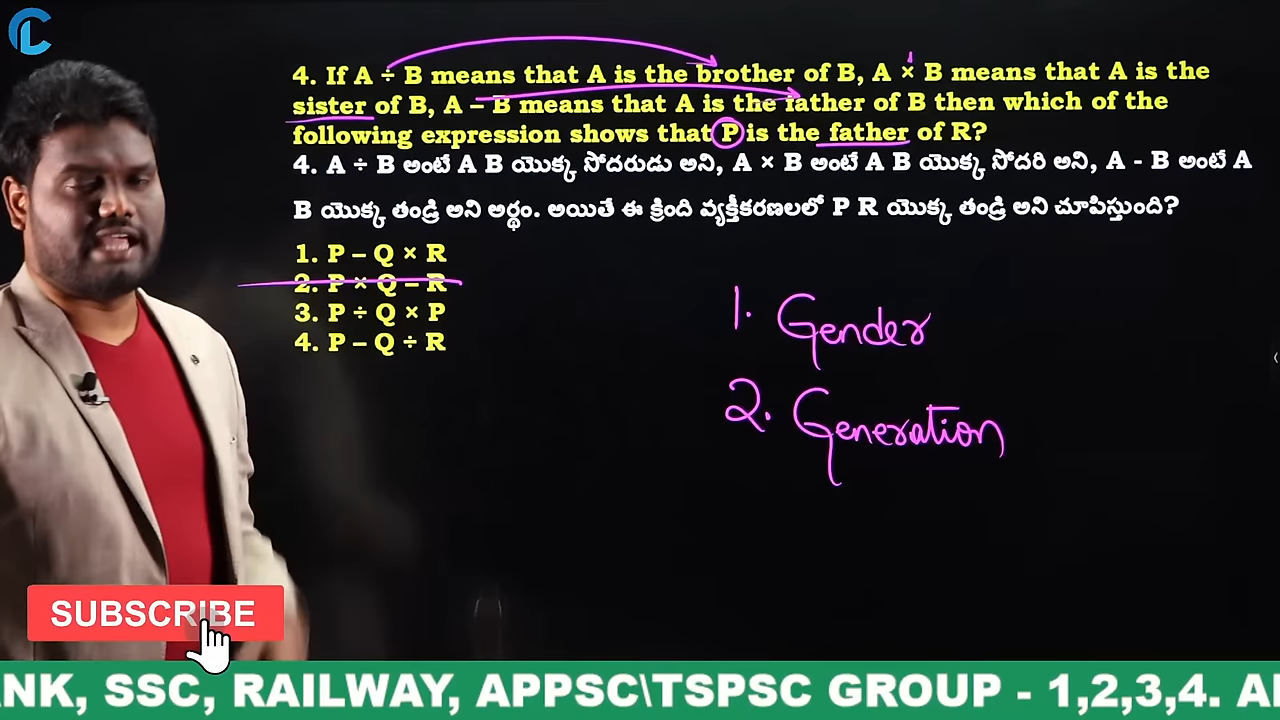 4. If A ÷ B means that A is the brother of B, A × B means that A is the
sister of B, A – B means that A is the father of B then which of the
following expression shows that P is the father of R?
4. A ÷ B అంటే A B యొక్క సోదరుడు అని, A × B అంటే A B యొక్క సోదరి అని, A - B అంటే A
B యొక్క తండ్రి అని అర్థం. అయితే ఈ క్రింది వ్యక్తీకరణలలో P R యొక్క తండ్రి అని చూపిస్తుంది?
1. P – Q × R
2. P × Q – R
3. P ÷ Q × P
4. P – Q ÷ R
1. Gender
2. Generation
SUBSCRIBE
ANK, SSC, RAILWAY, APPSC\TSPSC GROUP - 1,2,3,4. AI